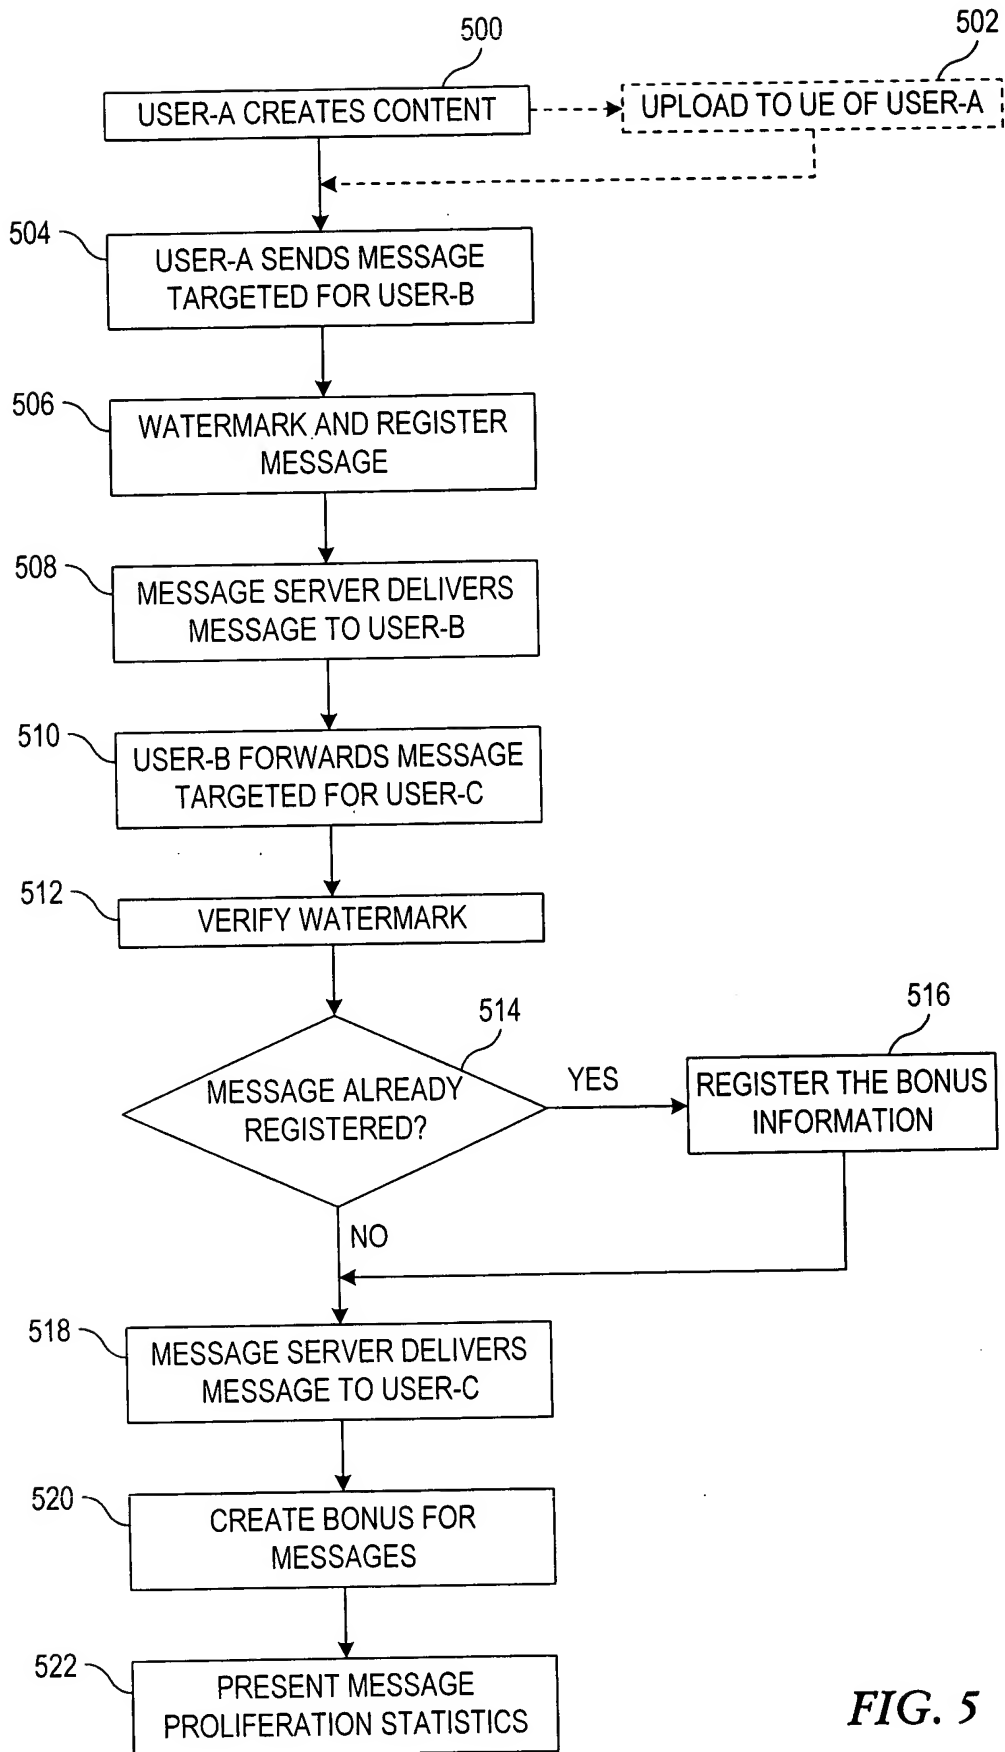 500
502
USER-A CREATES CONTENT
UPLOAD TO UE OF USER-A
504
USER-A SENDS MESSAGE
TARGETED FOR USER-B
506
WATERMARK AND REGISTER
MESSAGE
508
MESSAGE SERVER DELIVERS
MESSAGE TO USER-B
510
USER-B FORWARDS MESSAGE
TARGETED FOR USER-C
512
VERIFY WATERMARK
514
MESSAGE ALREADY
REGISTERED?
YES
516
REGISTER THE BONUS
INFORMATION
NO
518
MESSAGE SERVER DELIVERS
MESSAGE TO USER-C
520
CREATE BONUS FOR
MESSAGES
522
PRESENT MESSAGE
PROLIFERATION STATISTICS
FIG. 5